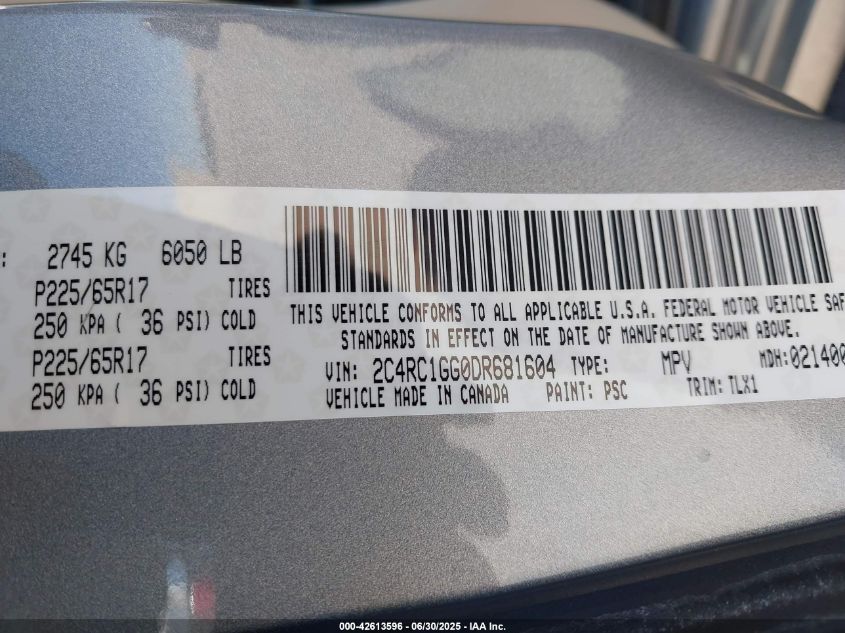 : 2745 KG 6050 LB
P225/65R17 TIRES
250 KPA ( 36 PSI) COLD
P225/65R17 TIRES
250 KPA ( 36 PSI) COLD
THIS VEHICLE CONFORMS TO ALL APPLICABLE U.S.A. FEDERAL MOTOR VEHICLE SAF
STANDARDS IN EFFECT ON THE DATE OF MANUFACTURE SHOWN ABOVE.
VIN: 2C4RC1GG0DR681604 TYPE: MPV MDH:021400
VEHICLE MADE IN CANADA PAINT: PSC TRIM: TLX1
000-42613596 - 06/30/2025 - IAA Inc.